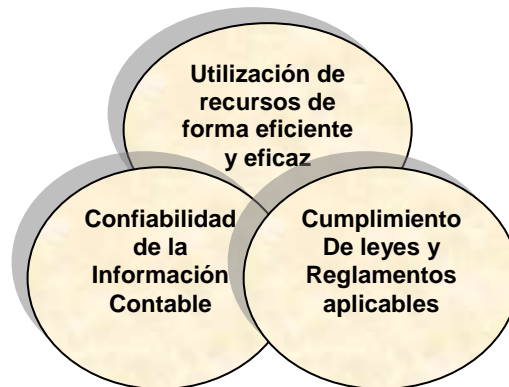 Utilización de
recursos de
forma eficiente
y eficaz
Confiabilidad
de la
Información
Contable
Cumplimiento
De leyes y
Reglamentos
aplicables